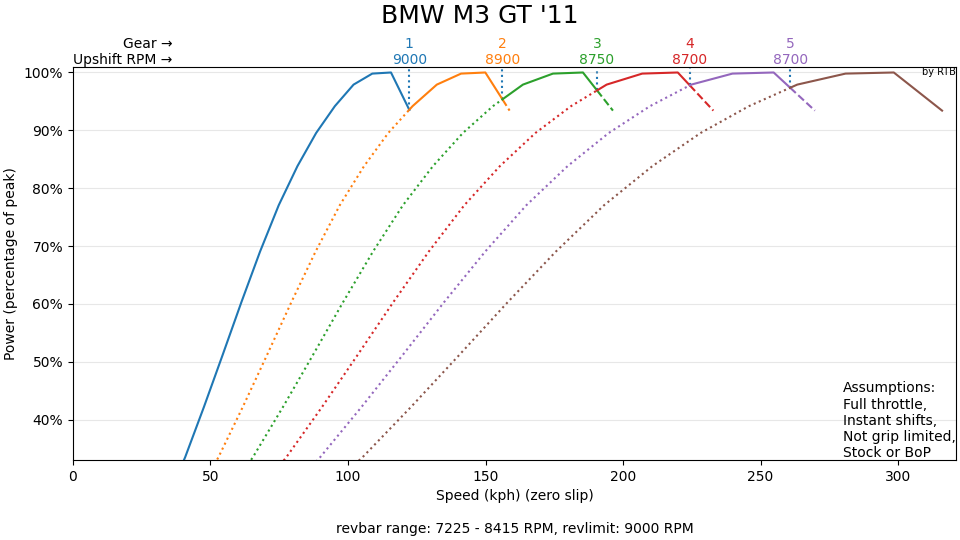 BMW M3 GT '11
Gear → 1 2 3 4 5
Upshift RPM → 9000 8900 8750 8700 8700
by RTB
100%
90%
80%
70%
60%
50%
40%
Power (percentage of peak)
Assumptions:
Full throttle,
Instant shifts,
Not grip limited,
Stock or BoP
0 50 100 150 200 250 300
Speed (kph) (zero slip)
revbar range: 7225 - 8415 RPM, revlimit: 9000 RPM